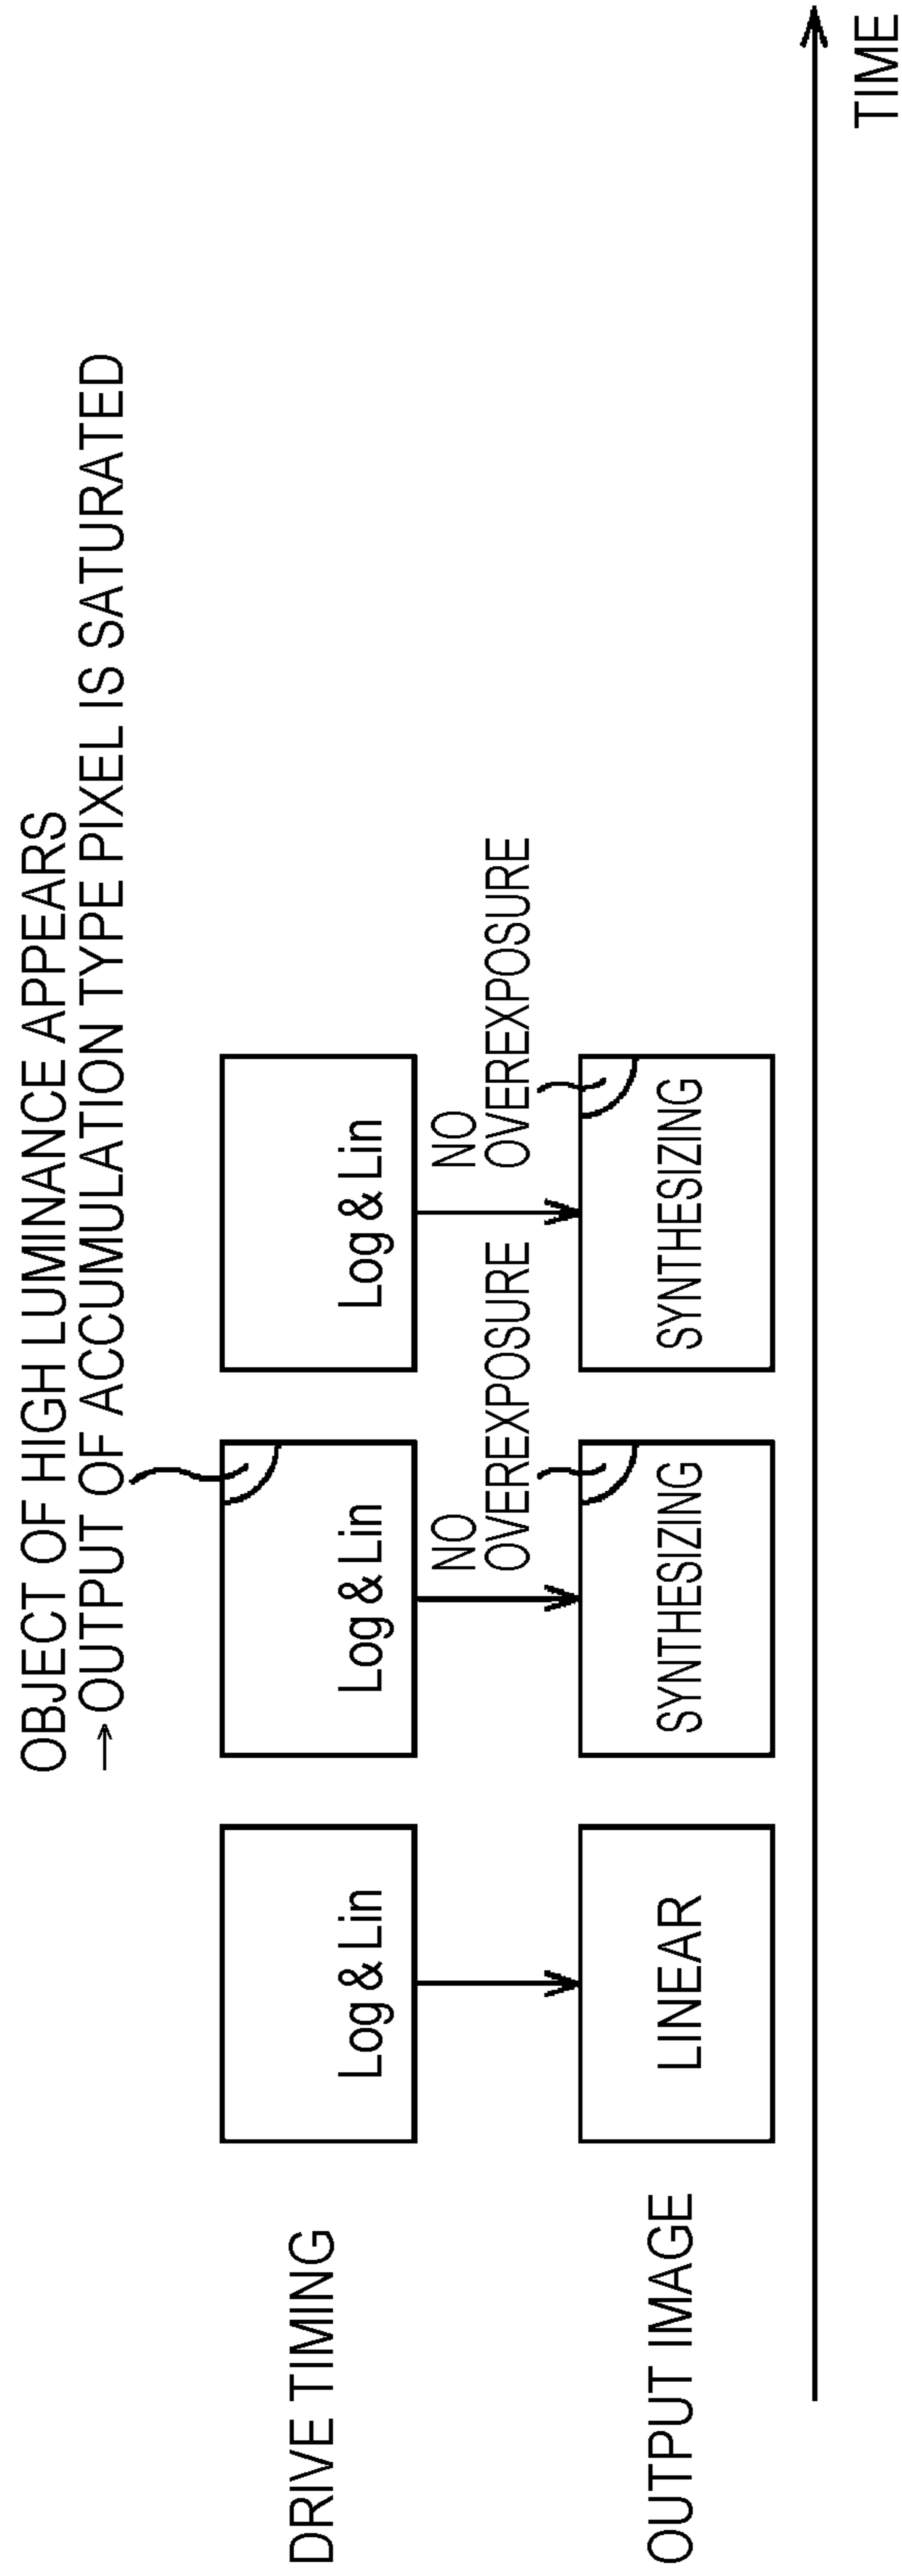 OBJECT OF HIGH LUMINANCE APPEARS
→OUTPUT OF ACCUMULATION TYPE PIXEL IS SATURATED
DRIVE TIMING
Log & Lin
Log & Lin
Log & Lin
NO
OVEREXPOSURE
NO
OVEREXPOSURE
OUTPUT IMAGE
LINEAR
SYNTHESIZING
SYNTHESIZING
TIME